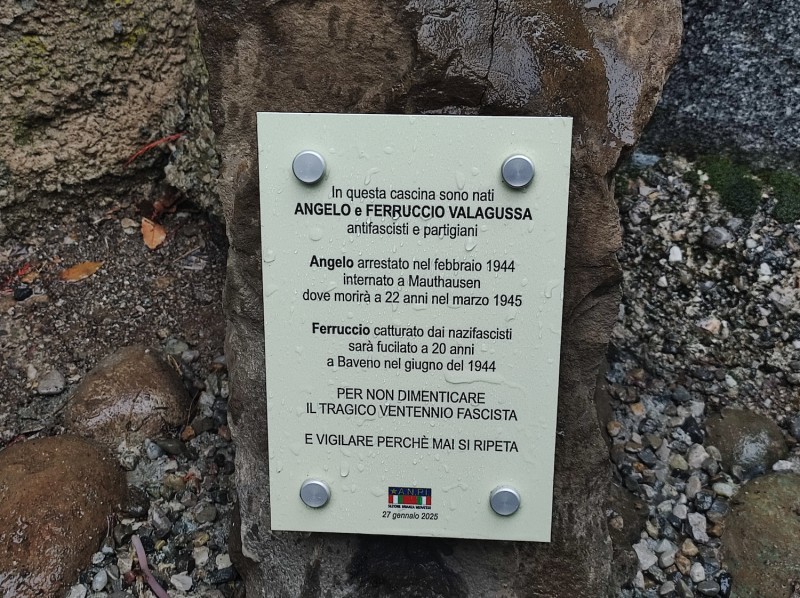 In questa cascina sono nati
ANGELO e FERRUCCIO VALAGUSSA
antifascisti e partigiani
Angelo arrestato nel febbraio 1944
internato a Mauthausen
dove morirà a 22 anni nel marzo 1945
Ferruccio catturato dai nazifascisti
sarà fucilato a 20 anni
a Baveno nel giugno del 1944
PER NON DIMENTICARE
IL TRAGICO VENTENNIO FASCISTA
E VIGILARE PERCHÈ MAI SI RIPETA
A.N.P.I.
27 gennaio 2025